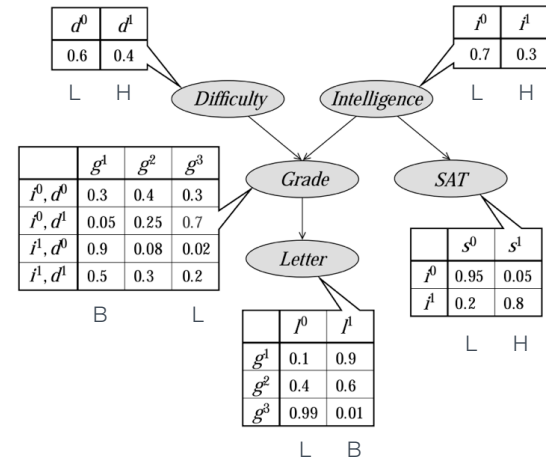 d⁰ d¹
0.6 0.4
L H
i⁰ i¹
0.7 0.3
L H
Difficulty
Intelligence
g¹ g² g³
i⁰, d⁰ 0.3 0.4 0.3
i⁰, d¹ 0.05 0.25 0.7
i¹, d⁰ 0.9 0.08 0.02
i¹, d¹ 0.5 0.3 0.2
B L
Grade
SAT
Letter
s⁰ s¹
i⁰ 0.95 0.05
i¹ 0.2 0.8
L H
l⁰ l¹
g¹ 0.1 0.9
g² 0.4 0.6
g³ 0.99 0.01
L B